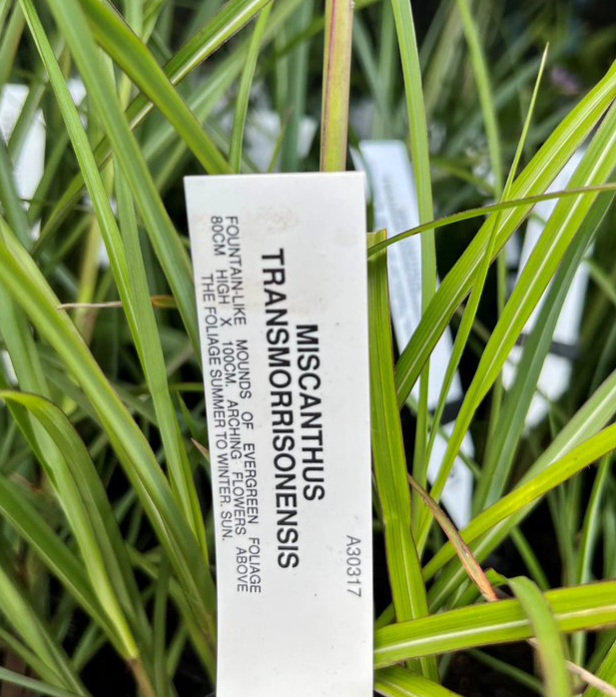 A30317
MISCANTHUS
TRANSMORRISONENSIS
FOUNTAIN-LIKE MOUNDS OF EVERGREEN FOLIAGE
80CM HIGH X 100CM. ARCHING FLOWERS ABOVE
THE FOLIAGE SUMMER TO WINTER. SUN.